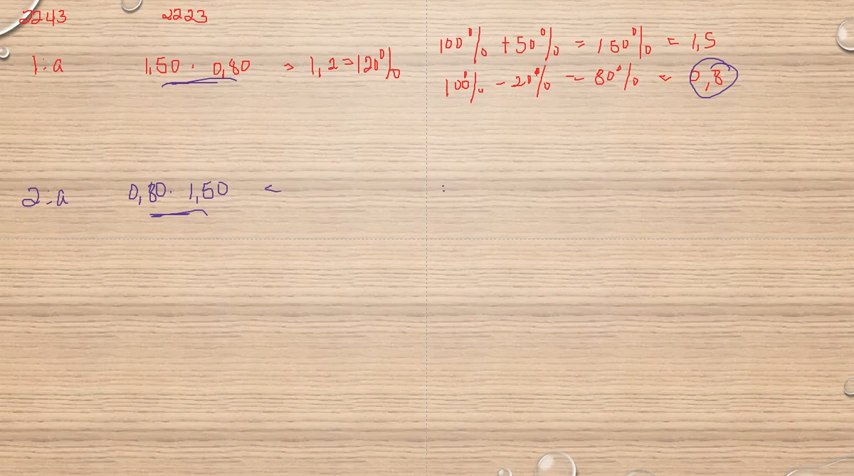 2243 2223
1:a 1,50 · 0,80 = 1,2 = 120% 100% + 50% = 150% = 1,5
100% - 20% = 80% = 0,8
2:a 0,80 · 1,50 =